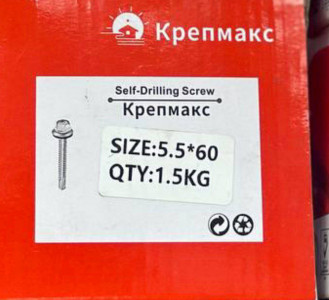 Крепмакс
Self-Drilling Screw
Крепмакс
SIZE:5.5*60
QTY:1.5KG